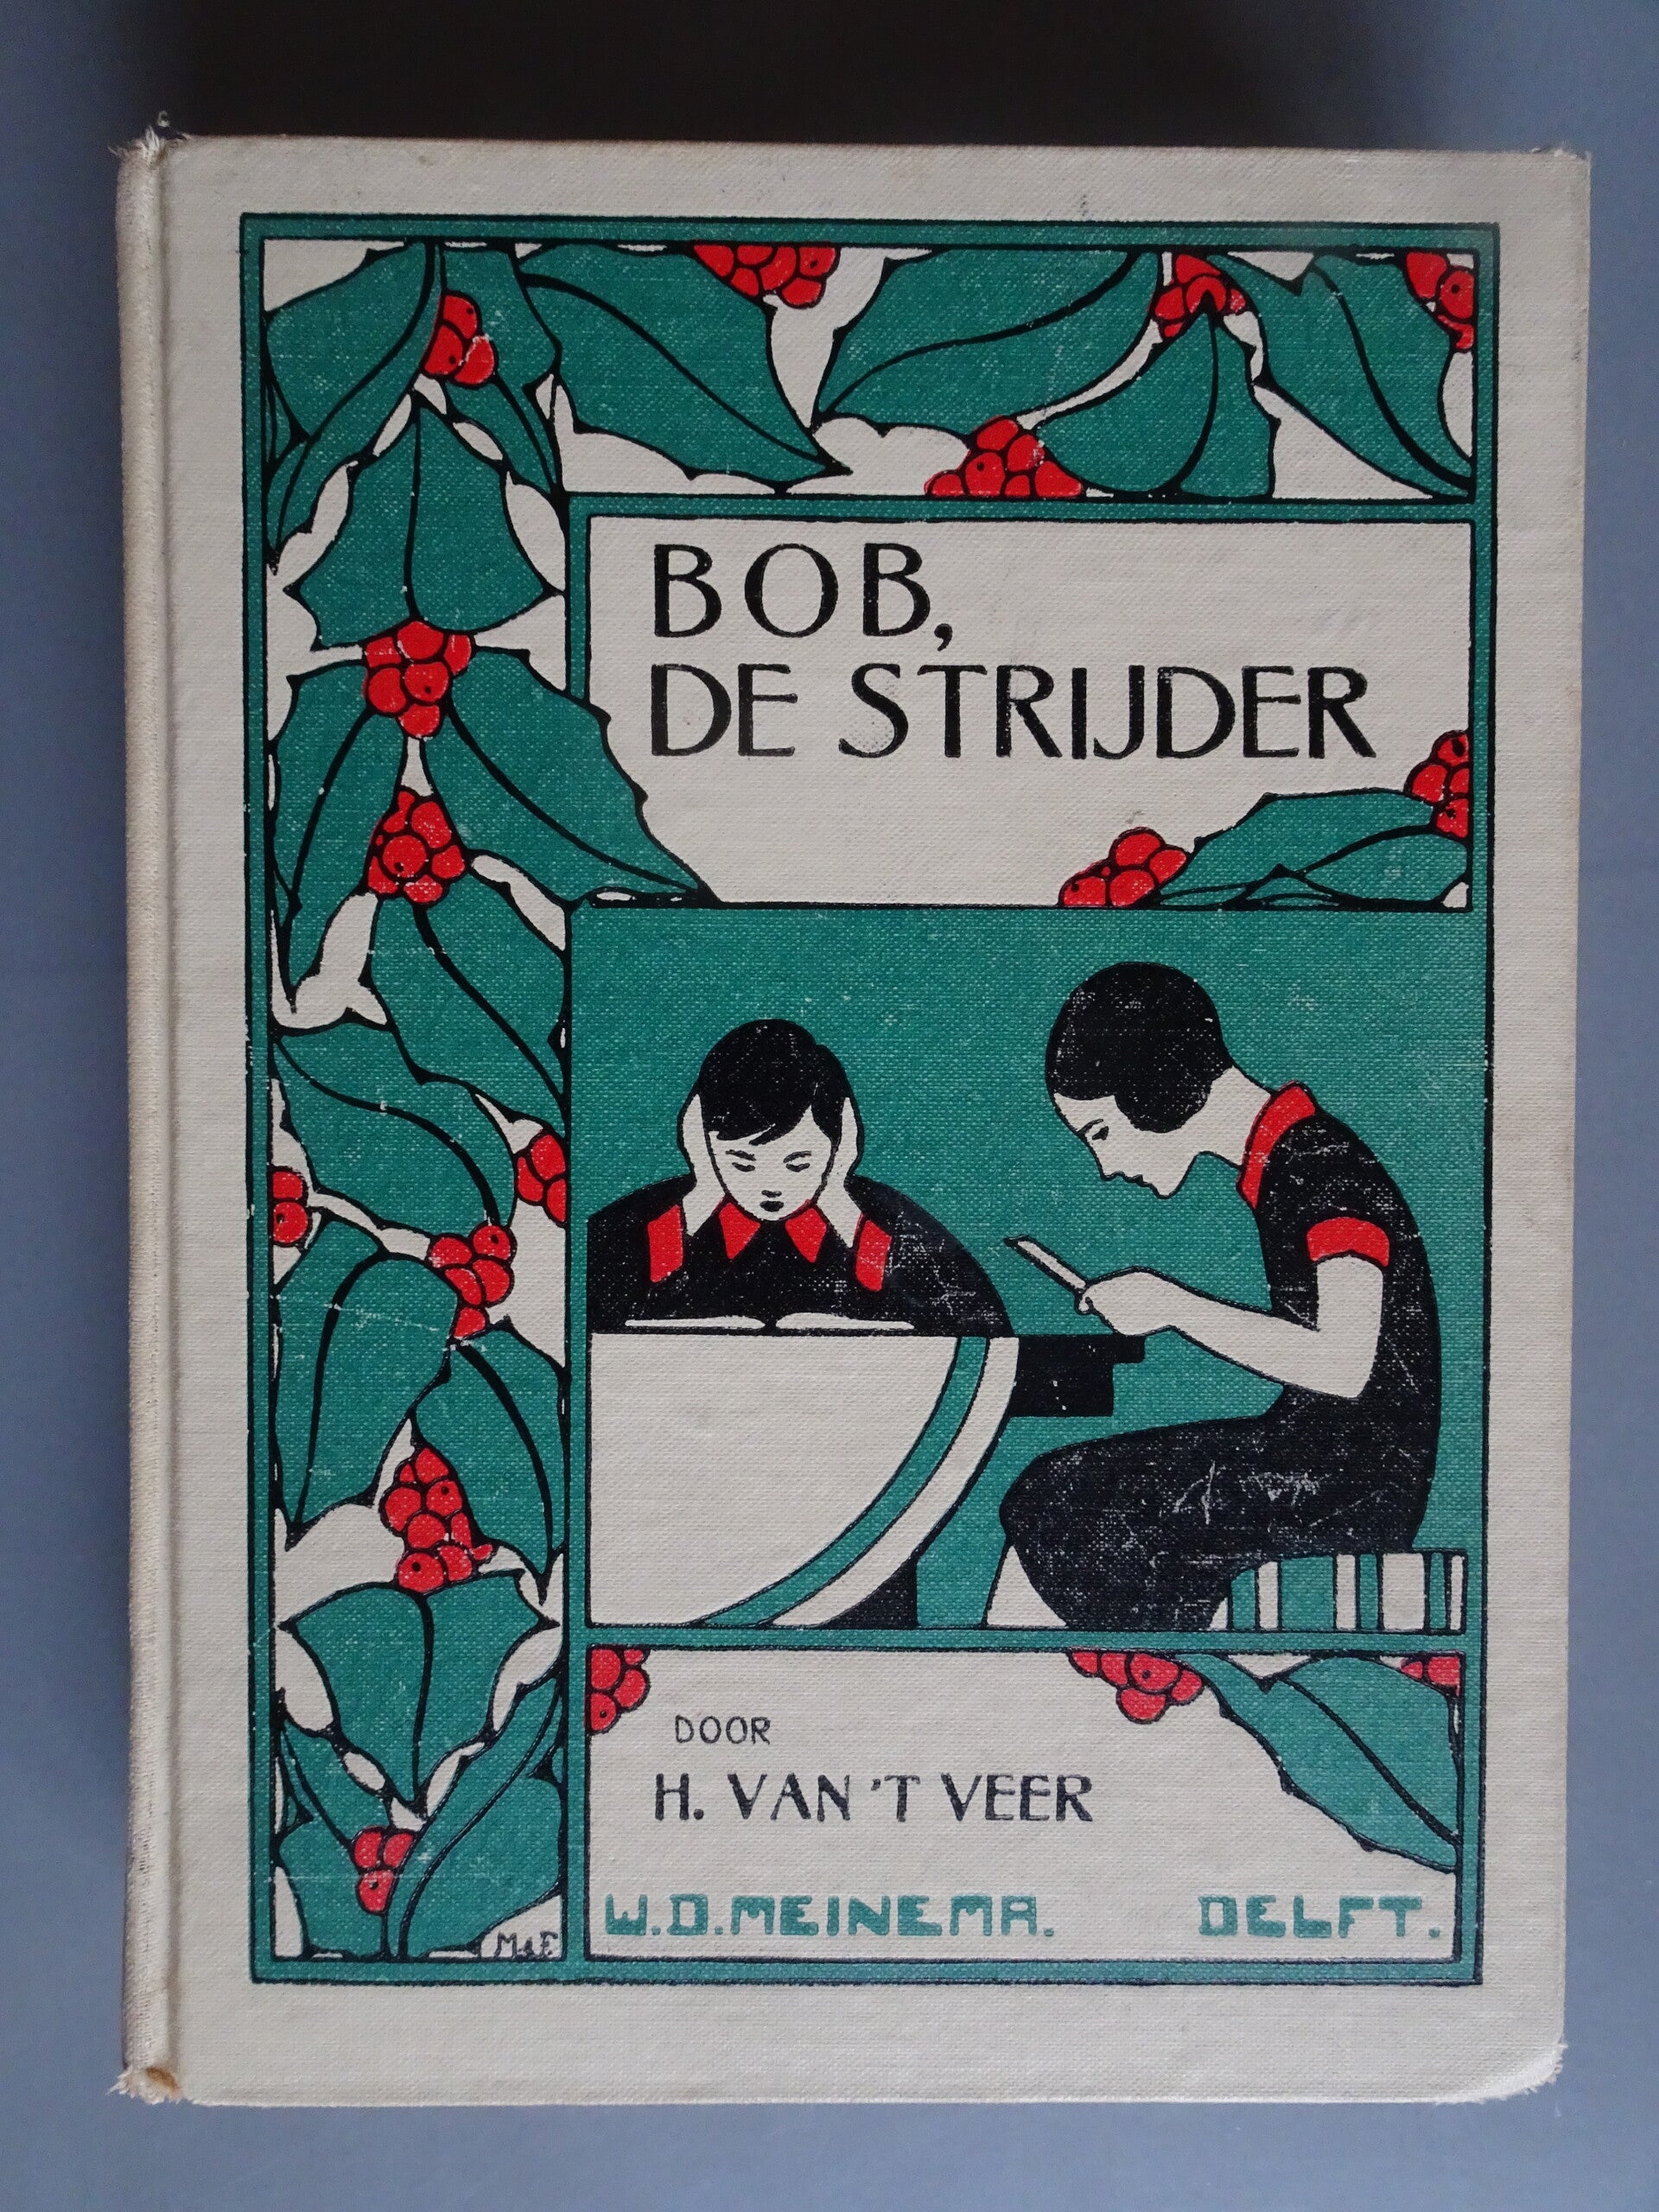 BOB,
DE STRIJDER
DOOR
H. VAN 'T VEER
W.D. MEINEMA. DELFT.